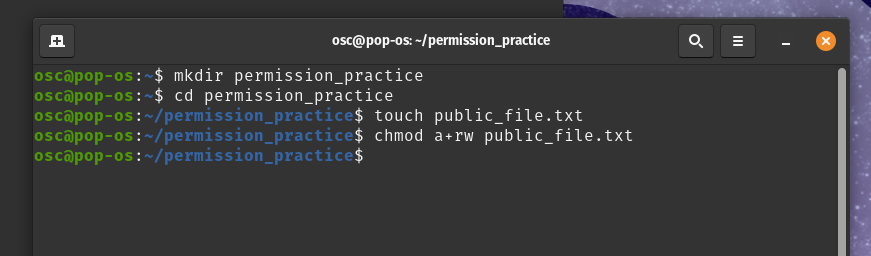 osc@pop-os: ~/permission_practice
osc@pop-os:~$ mkdir permission_practice
osc@pop-os:~$ cd permission_practice
osc@pop-os:~/permission_practice$ touch public_file.txt
osc@pop-os:~/permission_practice$ chmod a+rw public_file.txt
osc@pop-os:~/permission_practice$